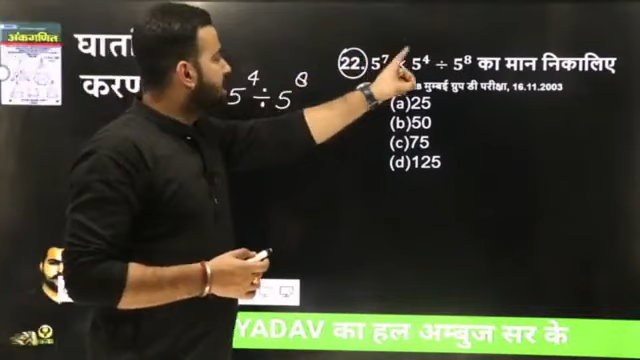 अंकगणित
घातां
करण
5⁴ ÷ 5⁸
22. 5⁷ × 5⁴ ÷ 5⁸ का मान निकालिए
मुम्बई ग्रुप डी परीक्षा, 16.11.2003
(a)25
(b)50
(c)75
(d)125
YADAV का हल अम्बुज सर के